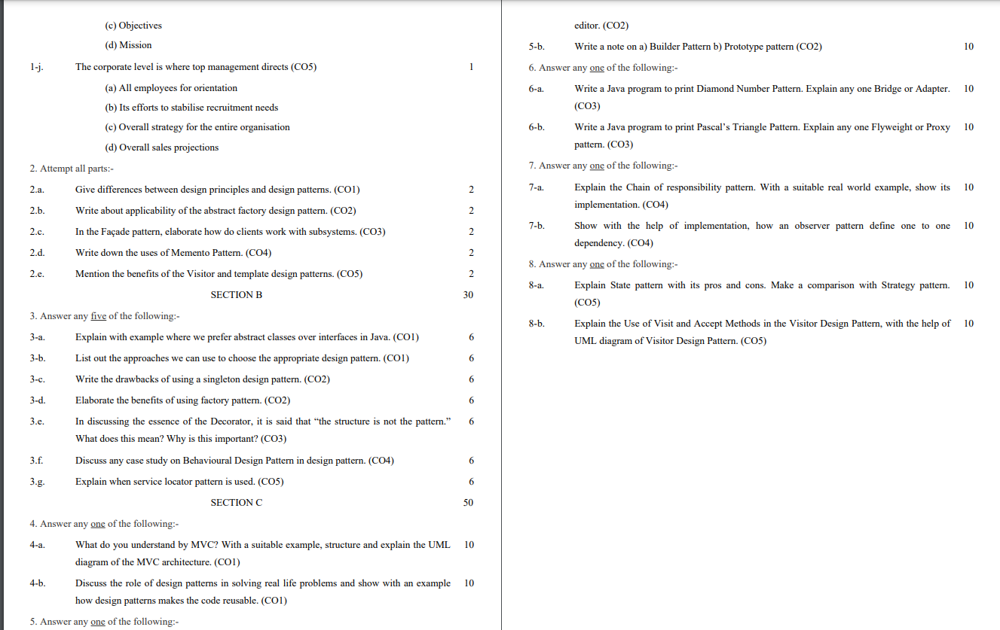 (c) Objectives
(d) Mission
1-j. The corporate level is where top management directs (CO5) 1
(a) All employees for orientation
(b) Its efforts to stabilise recruitment needs
(c) Overall strategy for the entire organisation
(d) Overall sales projections
2. Attempt all parts:-
2.a. Give differences between design principles and design patterns. (CO1) 2
2.b. Write about applicability of the abstract factory design pattern. (CO2) 2
2.c. In the Façade pattern, elaborate how do clients work with subsystems. (CO3) 2
2.d. Write down the uses of Memento Pattern. (CO4) 2
2.e. Mention the benefits of the Visitor and template design patterns. (CO5) 2
SECTION B 30
3. Answer any five of the following:-
3-a. Explain with example where we prefer abstract classes over interfaces in Java. (CO1) 6
3-b. List out the approaches we can use to choose the appropriate design pattern. (CO1) 6
3-c. Write the drawbacks of using a singleton design pattern. (CO2) 6
3-d. Elaborate the benefits of using factory pattern. (CO2) 6
3.e. In discussing the essence of the Decorator, it is said that “the structure is not the pattern.” 6
What does this mean? Why is this important? (CO3)
3.f. Discuss any case study on Behavioural Design Pattern in design pattern. (CO4) 6
3.g. Explain when service locator pattern is used. (CO5) 6
SECTION C 50
4. Answer any one of the following:-
4-a. What do you understand by MVC? With a suitable example, structure and explain the UML 10
diagram of the MVC architecture. (CO1)
4-b. Discuss the role of design patterns in solving real life problems and show with an example 10
how design patterns makes the code reusable. (CO1)
5. Answer any one of the following:-
editor. (CO2)
5-b. Write a note on a) Builder Pattern b) Prototype pattern (CO2) 10
6. Answer any one of the following:-
6-a. Write a Java program to print Diamond Number Pattern. Explain any one Bridge or Adapter. 10
(CO3)
6-b. Write a Java program to print Pascal’s Triangle Pattern. Explain any one Flyweight or Proxy 10
pattern. (CO3)
7. Answer any one of the following:-
7-a. Explain the Chain of responsibility pattern. With a suitable real world example, show its 10
implementation. (CO4)
7-b. Show with the help of implementation, how an observer pattern define one to one 10
dependency. (CO4)
8. Answer any one of the following:-
8-a. Explain State pattern with its pros and cons. Make a comparison with Strategy pattern. 10
(CO5)
8-b. Explain the Use of Visit and Accept Methods in the Visitor Design Pattern, with the help of 10
UML diagram of Visitor Design Pattern. (CO5)